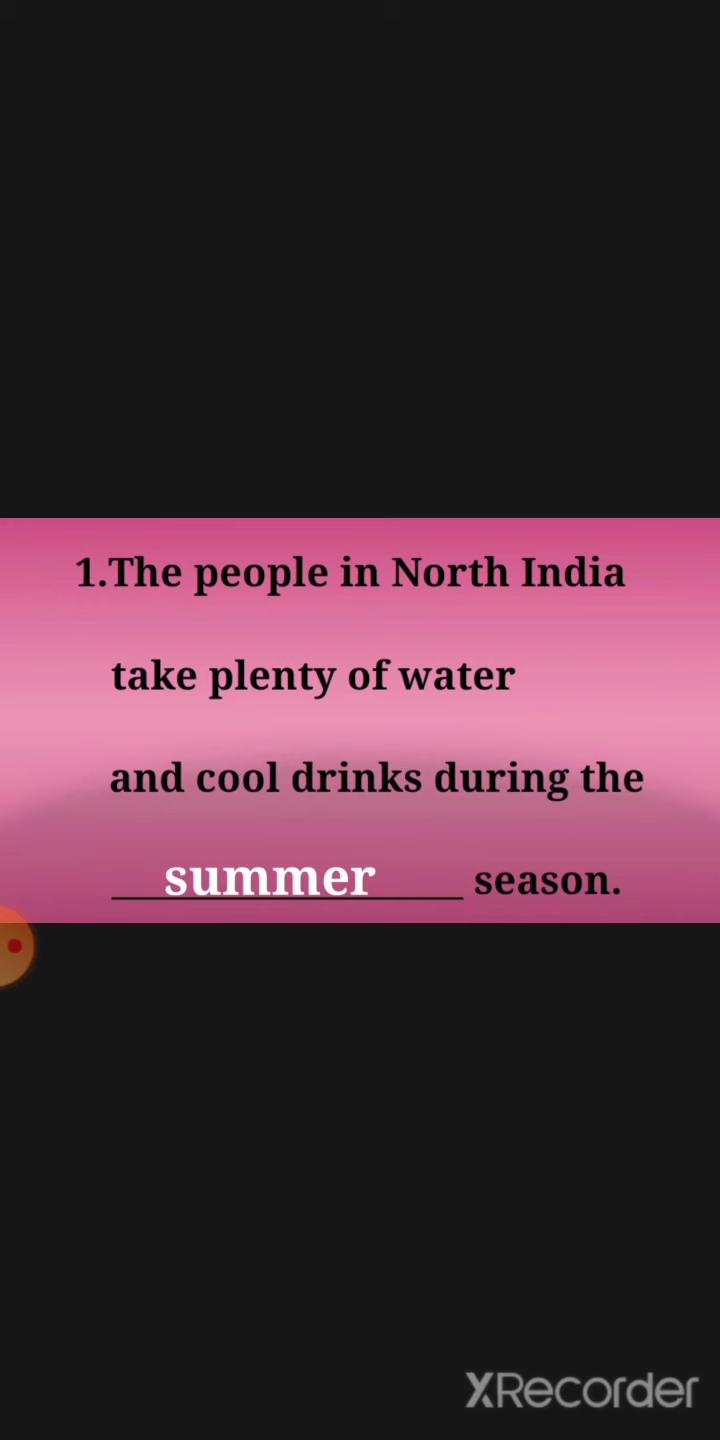 1.The people in North India
take plenty of water
and cool drinks during the
summer season.
XRecorder